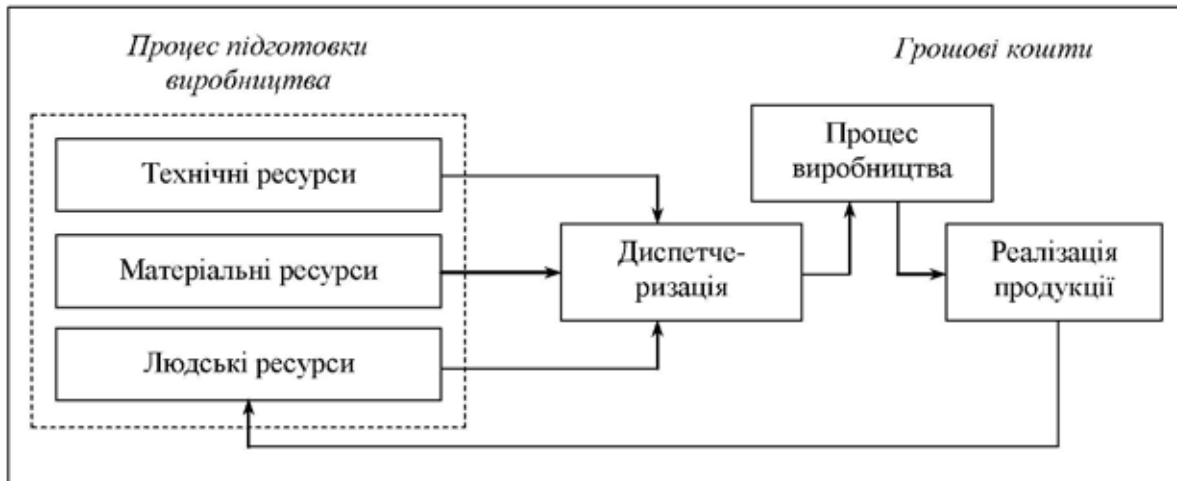 Процес підготовки
виробництва
Грошові кошти
Технічні ресурси
Матеріальні ресурси
Людські ресурси
Диспетче-
ризація
Процес
виробництва
Реалізація
продукції